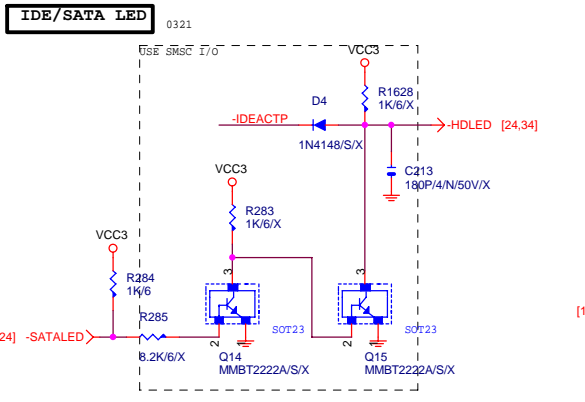 IDE/SATA LED
0321
USE SMSC I/O
VCC3
R1628
1K/6/X
D4
-IDEACTP
-HDLED [24,34]
1N4148/S/X
C213
180P/4/N/50V/X
VCC3
R283
1K/6/X
VCC3
R284
1K/6
3
3
R285
SOT23
SOT23
24] -SATALED
8.2K/6/X
2
1
2
1
Q14
MMBT2222A/S/X
Q15
MMBT2222A/S/X
[1